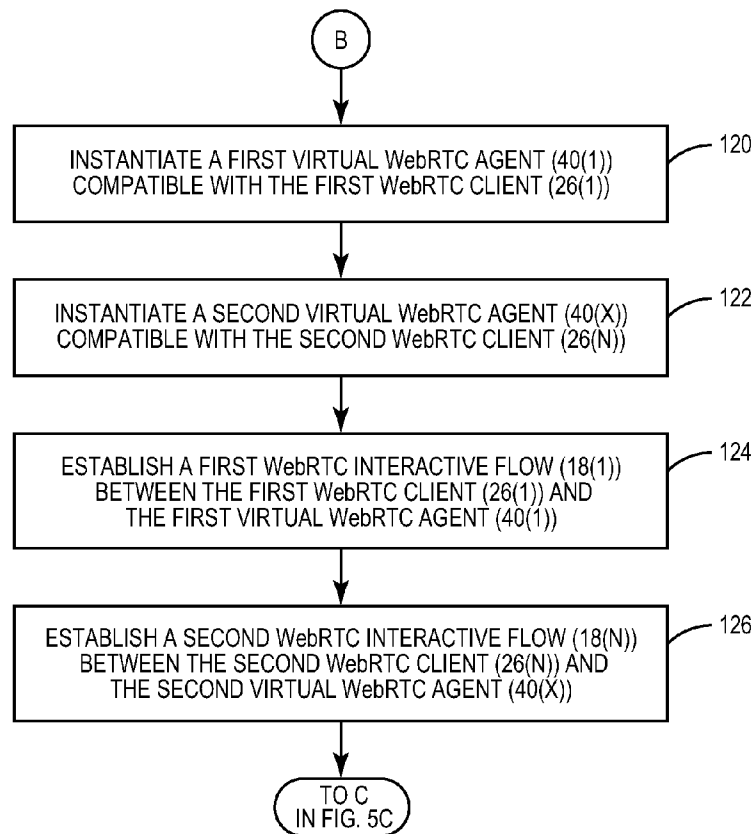 B
INSTANTIATE A FIRST VIRTUAL WebRTC AGENT (40(1))
COMPATIBLE WITH THE FIRST WebRTC CLIENT (26(1))
120
INSTANTIATE A SECOND VIRTUAL WebRTC AGENT (40(X))
COMPATIBLE WITH THE SECOND WebRTC CLIENT (26(N))
122
ESTABLISH A FIRST WebRTC INTERACTIVE FLOW (18(1))
BETWEEN THE FIRST WebRTC CLIENT (26(1)) AND
THE FIRST VIRTUAL WebRTC AGENT (40(1))
124
ESTABLISH A SECOND WebRTC INTERACTIVE FLOW (18(N))
BETWEEN THE SECOND WebRTC CLIENT (26(N)) AND
THE SECOND VIRTUAL WebRTC AGENT (40(X))
126
TO C
IN FIG. 5C